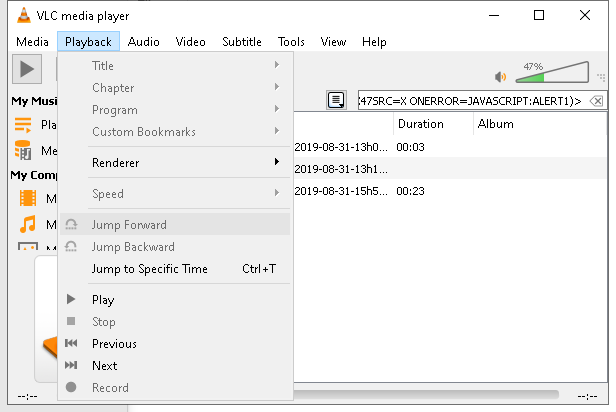 VLC media player
Media Playback Audio Video Subtitle Tools View Help
Title
Chapter
Program
Custom Bookmarks
Renderer
Speed
Jump Forward
Jump Backward
Jump to Specific Time Ctrl+T
Play
Stop
Previous
Next
Record
47%
My Musi
Pla
Me
My Comp
M
M
M
47SRC=X ONERROR=JAVASCRIPT:ALERT1)>
Duration Album
2019-08-31-13h0... 00:03
2019-08-31-13h1...
2019-08-31-15h5... 00:23
--:-- --:--